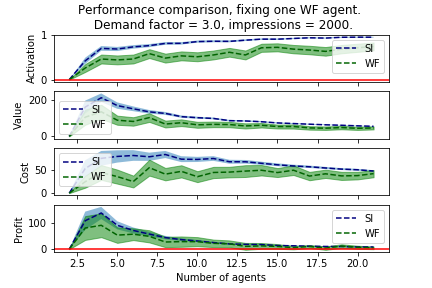 Performance comparison, fixing one WF agent.
Demand factor = 3.0, impressions = 2000.
Activation
1
0
SI
WF
Value
200
0
SI
WF
Cost
50
0
SI
WF
Profit
100
0
SI
WF
2.5 5.0 7.5 10.0 12.5 15.0 17.5 20.0
Number of agents